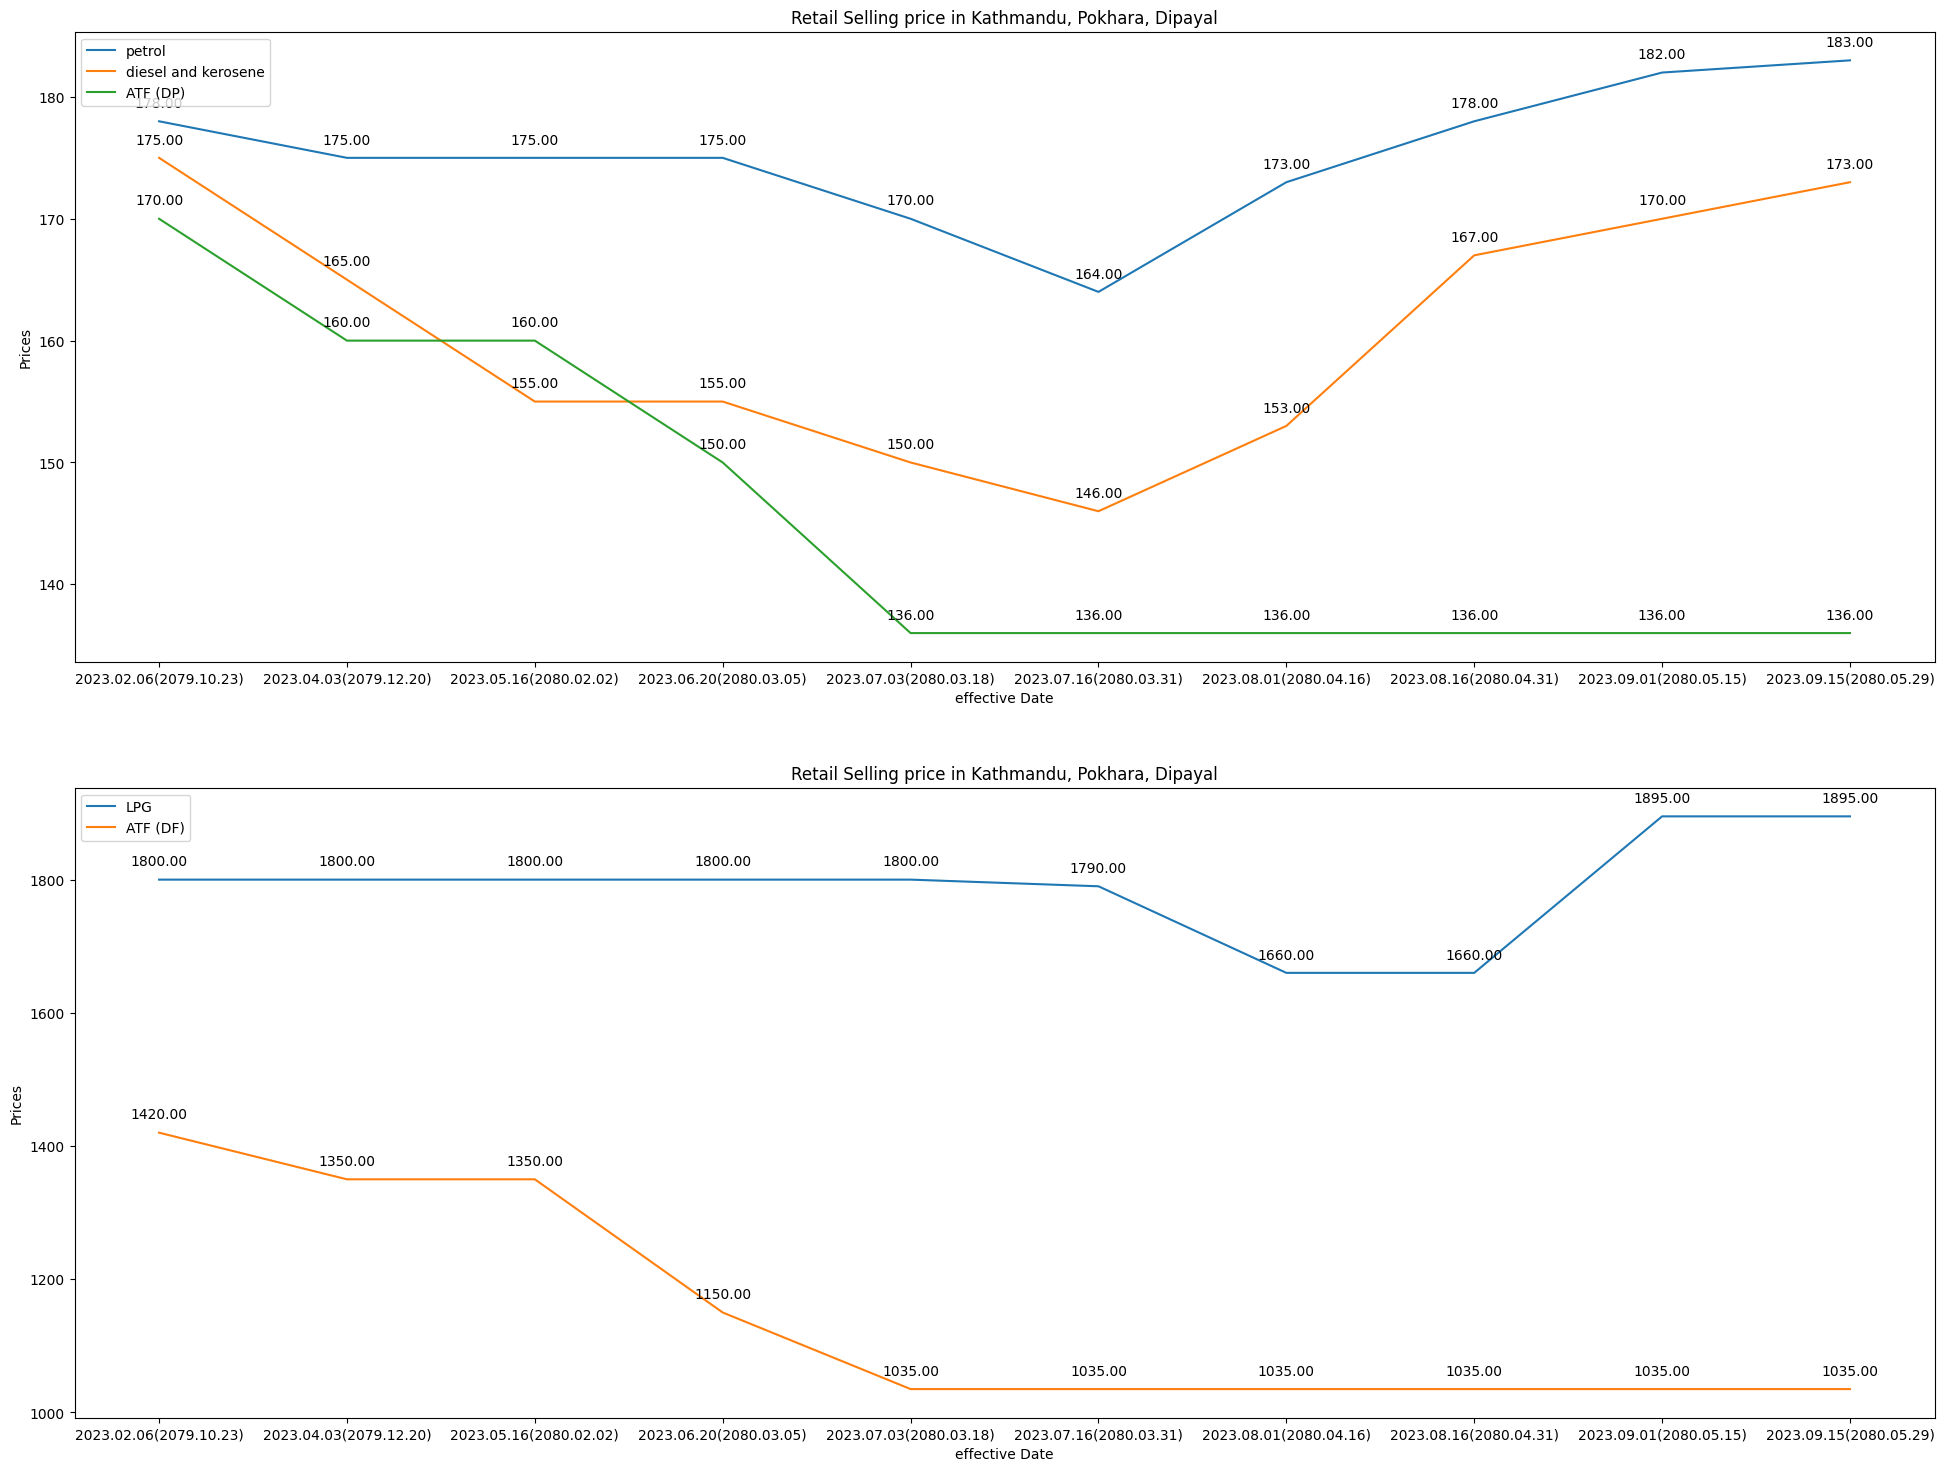 Retail Selling price in Kathmandu, Pokhara, Dipayal
petrol
diesel and kerosene
ATF (DP)
183.00
182.00
180
178.00 178.00
175.00 175.00 175.00 175.00
173.00 173.00
170.00 170.00 170.00
170
167.00
165.00 164.00
160.00 160.00
160
155.00 155.00
153.00
150.00 150.00
150
146.00
140
136.00 136.00 136.00 136.00 136.00 136.00
Prices
2023.02.06(2079.10.23) 2023.04.03(2079.12.20) 2023.05.16(2080.02.02) 2023.06.20(2080.03.05) 2023.07.03(2080.03.18) 2023.07.16(2080.03.31) 2023.08.01(2080.04.16) 2023.08.16(2080.04.31) 2023.09.01(2080.05.15) 2023.09.15(2080.05.29)
effective Date
Retail Selling price in Kathmandu, Pokhara, Dipayal
LPG
ATF (DF)
1895.00 1895.00
1800.00 1800.00 1800.00 1800.00 1800.00
1790.00
1800
1660.00 1660.00
1600
1420.00
1400
1350.00 1350.00
1200
1150.00
1035.00 1035.00 1035.00 1035.00 1035.00 1035.00
1000
Prices
2023.02.06(2079.10.23) 2023.04.03(2079.12.20) 2023.05.16(2080.02.02) 2023.06.20(2080.03.05) 2023.07.03(2080.03.18) 2023.07.16(2080.03.31) 2023.08.01(2080.04.16) 2023.08.16(2080.04.31) 2023.09.01(2080.05.15) 2023.09.15(2080.05.29)
effective Date